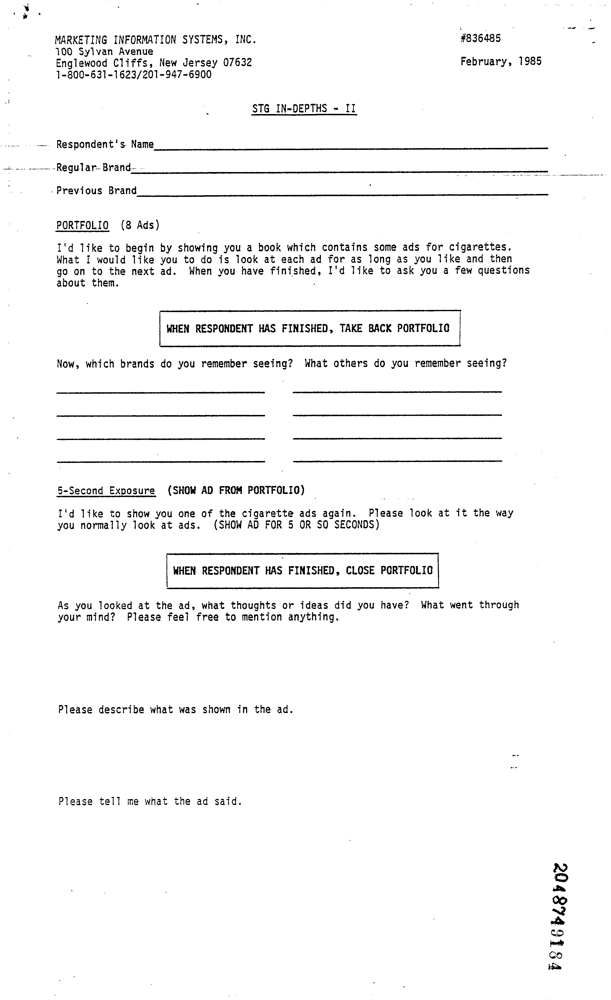 MARKETING INFORMATION SYSTEMS, INC. #836485
100 Sylvan Avenue
Englewood Cliffs, New Jersey 07632 February, 1985
1-800-631-1623/201-947-6900
STG IN-DEPTHS - II
Respondent's Name
Regular Brand
Previous Brand
PORTFOLIO (8 Ads)
I'd like to begin by showing you a book which contains some ads for cigarettes.
What I would like you to do is look at each ad for as long as you like and then
go on to the next ad. When you have finished, I'd like to ask you a few questions
about them.
WHEN RESPONDENT HAS FINISHED, TAKE BACK PORTFOLIO
Now, which brands do you remember seeing? What others do you remember seeing?
5-Second Exposure (SHOW AD FROM PORTFOLIO)
I'd like to show you one of the cigarette ads again. Please look at it the way
you normally look at ads. (SHOW AD FOR 5 OR SO SECONDS)
WHEN RESPONDENT HAS FINISHED, CLOSE PORTFOLIO
As you looked at the ad, what thoughts or ideas did you have? What went through
your mind? Please feel free to mention anything.
Please describe what was shown in the ad.
Please tell me what the ad said.
2048749184